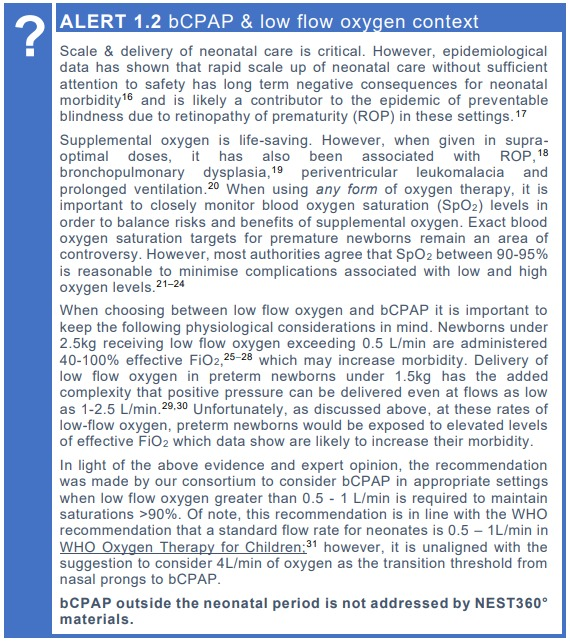 ?
ALERT 1.2 bCPAP & low flow oxygen context
Scale & delivery of neonatal care is critical. However, epidemiological
data has shown that rapid scale up of neonatal care without sufficient
attention to safety has long term negative consequences for neonatal
morbidity16 and is likely a contributor to the epidemic of preventable
blindness due to retinopathy of prematurity (ROP) in these settings.17
Supplemental oxygen is life-saving. However, when given in supra-
optimal doses, it has also been associated with ROP,18
bronchopulmonary dysplasia,19 periventricular leukomalacia and
prolonged ventilation.20 When using any form of oxygen therapy, it is
important to closely monitor blood oxygen saturation (SpO2) levels in
order to balance risks and benefits of supplemental oxygen. Exact blood
oxygen saturation targets for premature newborns remain an area of
controversy. However, most authorities agree that SpO2 between 90-95%
is reasonable to minimise complications associated with low and high
oxygen levels.21–24
When choosing between low flow oxygen and bCPAP it is important to
keep the following physiological considerations in mind. Newborns under
2.5kg receiving low flow oxygen exceeding 0.5 L/min are administered
40-100% effective FiO2,25–28 which may increase morbidity. Delivery of
low flow oxygen in preterm newborns under 1.5kg has the added
complexity that positive pressure can be delivered even at flows as low
as 1-2.5 L/min.29,30 Unfortunately, as discussed above, at these rates of
low-flow oxygen, preterm newborns would be exposed to elevated levels
of effective FiO2 which data show are likely to increase their morbidity.
In light of the above evidence and expert opinion, the recommendation
was made by our consortium to consider bCPAP in appropriate settings
when low flow oxygen greater than 0.5 - 1 L/min is required to maintain
saturations >90%. Of note, this recommendation is in line with the WHO
recommendation that a standard flow rate for neonates is 0.5 – 1L/min in
WHO Oxygen Therapy for Children;31 however, it is unaligned with the
suggestion to consider 4L/min of oxygen as the transition threshold from
nasal prongs to bCPAP.
bCPAP outside the neonatal period is not addressed by NEST360°
materials.